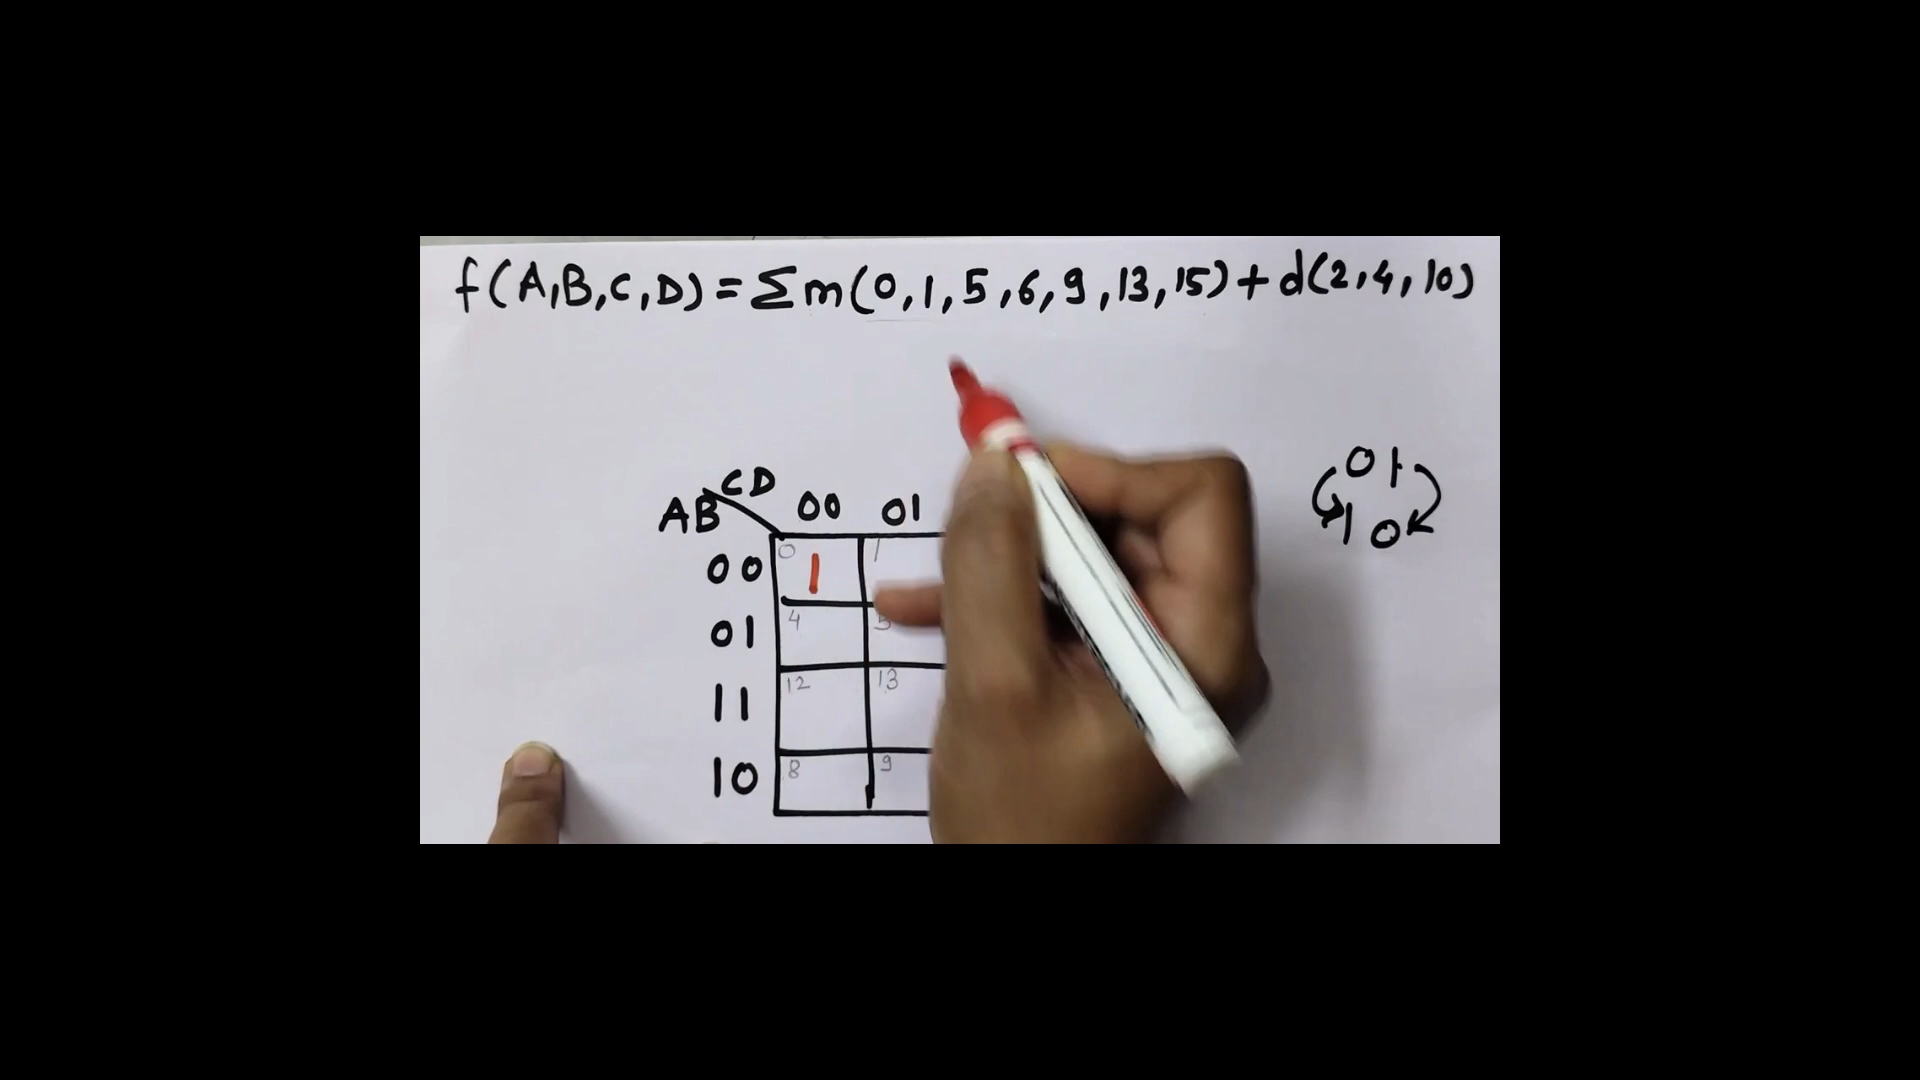 f(A,B,C,D) = Σm(0,1,5,6,9,13,15)+d(2,4,10)
CD
AB 00 01
00 0 1 1
01 4 5
11 12 13
10 8 9
01
10